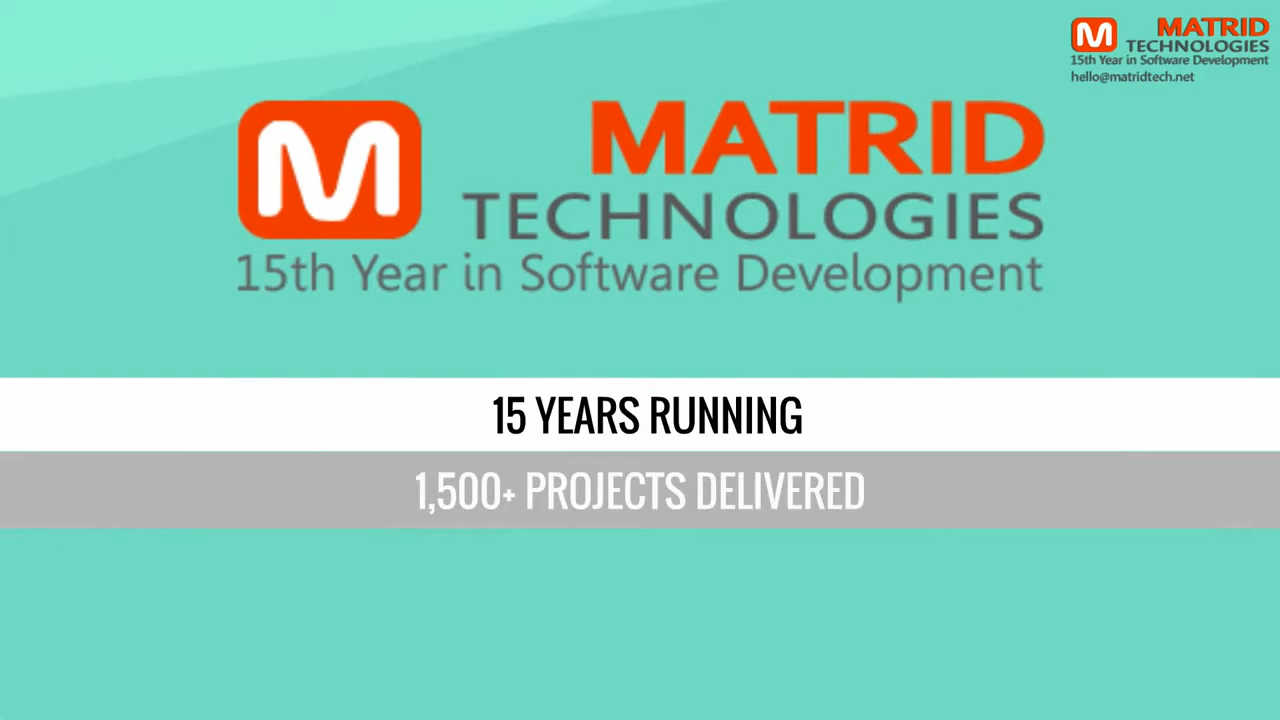 M MATRID
TECHNOLOGIES
15th Year in Software Development
hello@matridtech.net
M MATRID
TECHNOLOGIES
15th Year in Software Development
15 YEARS RUNNING
1,500+ PROJECTS DELIVERED